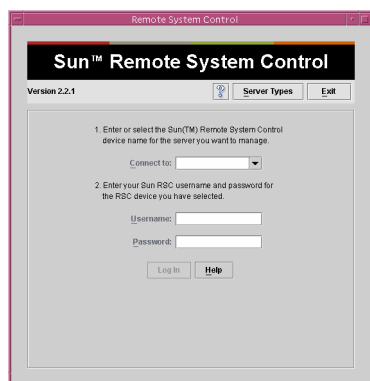 Remote System Control
Sun™ Remote System Control
Version 2.2.1
Server Types
Exit
1. Enter or select the Sun(TM) Remote System Control
device name for the server you want to manage.
Connect to:
2. Enter your Sun RSC username and password for
the RSC device you have selected.
Username:
Password:
Log In
Help